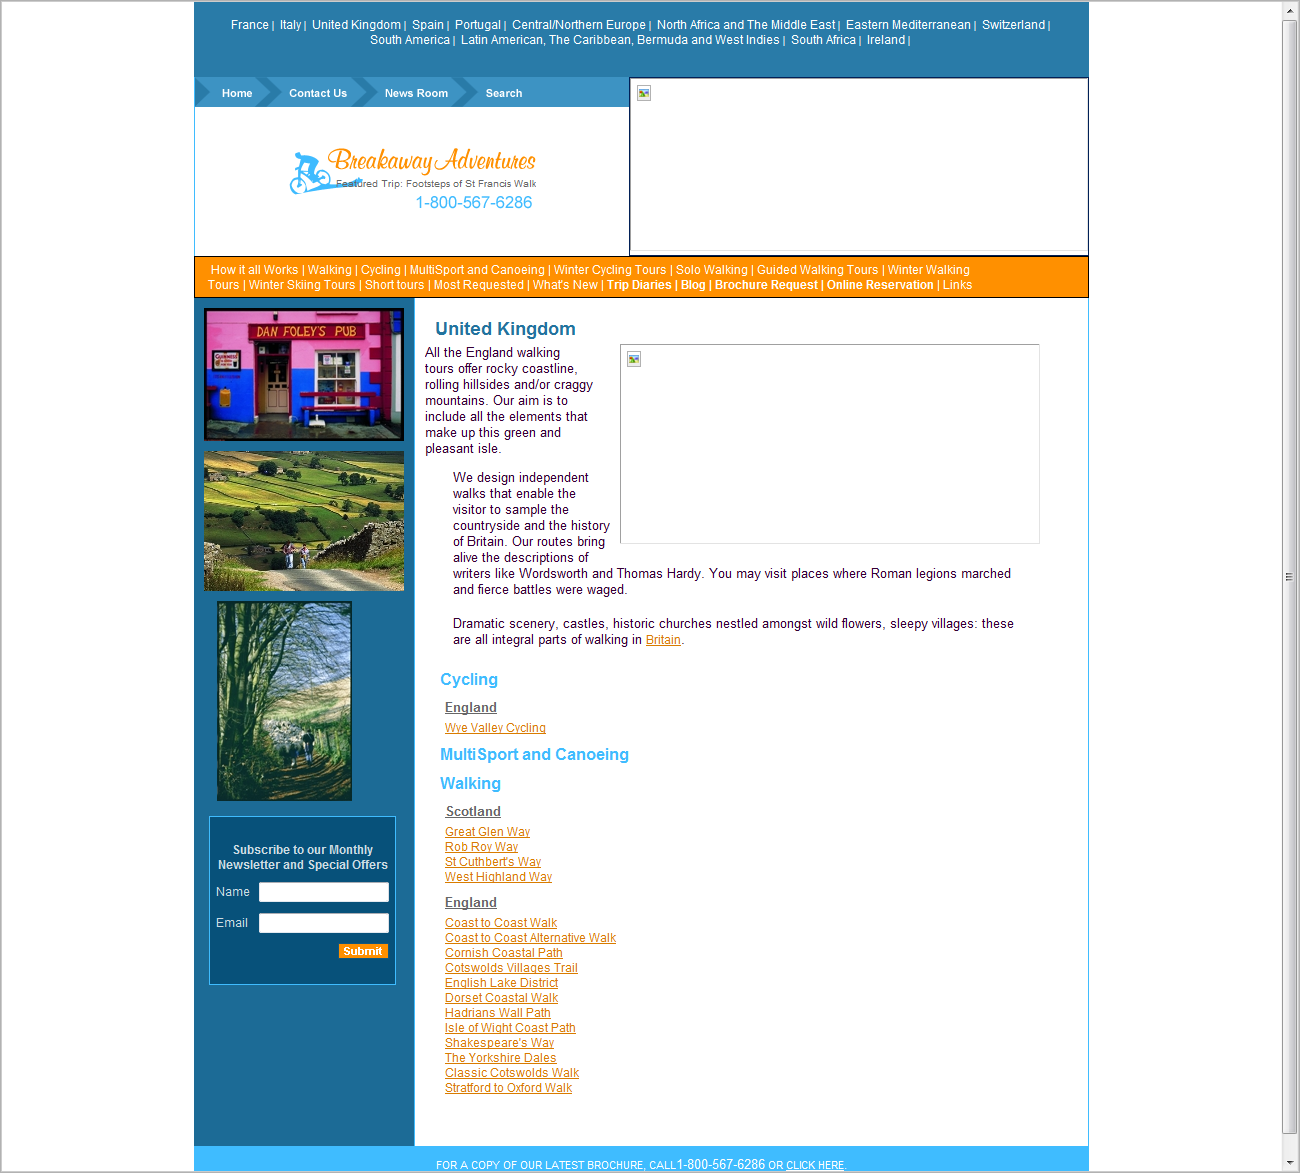 France | Italy | United Kingdom | Spain | Portugal | Central/Northern Europe | North Africa and The Middle East | Eastern Mediterranean | Switzerland |
South America | Latin American, The Caribbean, Bermuda and West Indies | South Africa | Ireland |
Home Contact Us News Room Search
Breakaway Adventures
Featured Trip: Footsteps of St Francis Walk
1-800-567-6286
How it all Works | Walking | Cycling | MultiSport and Canoeing | Winter Cycling Tours | Solo Walking | Guided Walking Tours | Winter Walking
Tours | Winter Skiing Tours | Short tours | Most Requested | What's New | Trip Diaries | Blog | Brochure Request | Online Reservation | Links
DAN FOLEY'S PUB
GUINNESS
United Kingdom
All the England walking
tours offer rocky coastline,
rolling hillsides and/or craggy
mountains. Our aim is to
include all the elements that
make up this green and
pleasant isle.
We design independent
walks that enable the
visitor to sample the
countryside and the history
of Britain. Our routes bring
alive the descriptions of
writers like Wordsworth and Thomas Hardy. You may visit places where Roman legions marched
and fierce battles were waged.
Dramatic scenery, castles, historic churches nestled amongst wild flowers, sleepy villages: these
are all integral parts of walking in Britain.
Cycling
England
Wye Valley Cycling
MultiSport and Canoeing
Walking
Scotland
Great Glen Way
Rob Roy Way
St Cuthbert's Way
West Highland Way
England
Coast to Coast Walk
Coast to Coast Alternative Walk
Cornish Coastal Path
Cotswolds Villages Trail
English Lake District
Dorset Coastal Walk
Hadrians Wall Path
Isle of Wight Coast Path
Shakespeare's Way
The Yorkshire Dales
Classic Cotswolds Walk
Stratford to Oxford Walk
Subscribe to our Monthly
Newsletter and Special Offers
Name
Email
Submit
FOR A COPY OF OUR LATEST BROCHURE, CALL 1-800-567-6286 OR CLICK HERE.